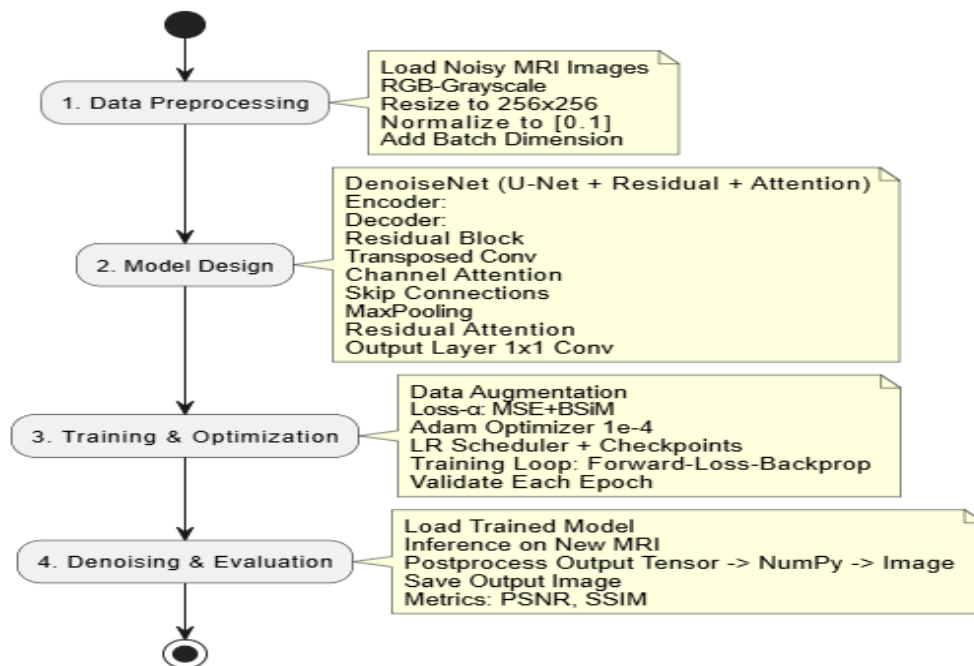 1. Data Preprocessing
Load Noisy MRI Images
RGB-Grayscale
Resize to 256x256
Normalize to [0.1]
Add Batch Dimension
2. Model Design
DenoiseNet (U-Net + Residual + Attention)
Encoder:
Decoder:
Residual Block
Transposed Conv
Channel Attention
Skip Connections
MaxPooling
Residual Attention
Output Layer 1x1 Conv
3. Training & Optimization
Data Augmentation
Loss-α: MSE+BSiM
Adam Optimizer 1e-4
LR Scheduler + Checkpoints
Training Loop: Forward-Loss-Backprop
Validate Each Epoch
4. Denoising & Evaluation
Load Trained Model
Inference on New MRI
Postprocess Output Tensor -> NumPy -> Image
Save Output Image
Metrics: PSNR, SSIM